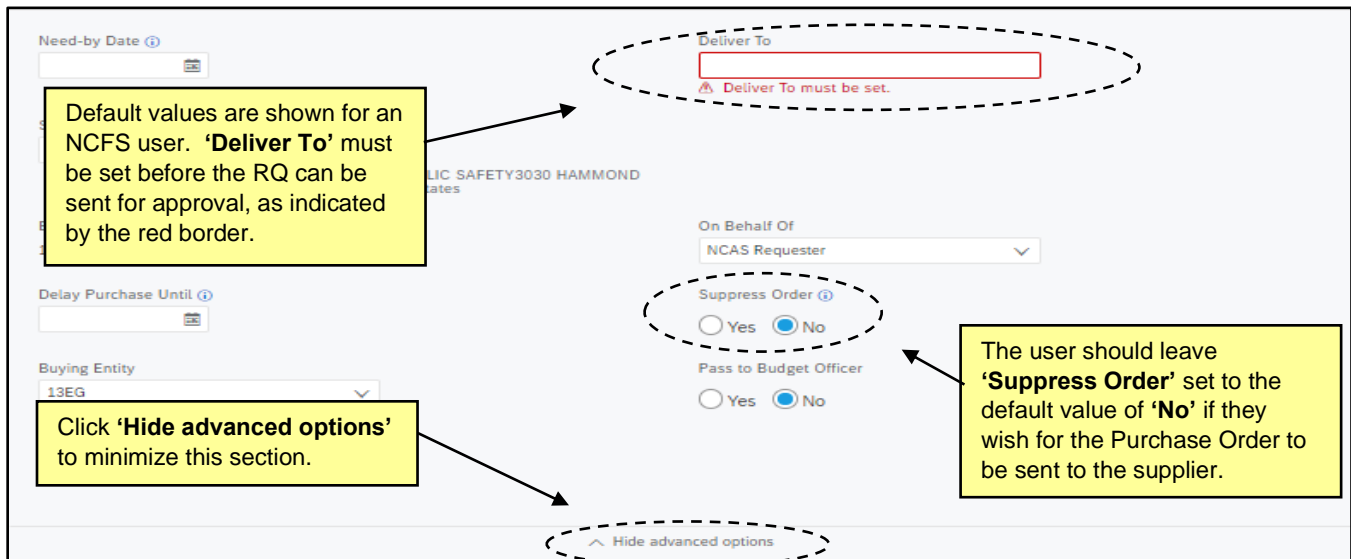 Need-by Date
Deliver To
Deliver To must be set.
Default values are shown for an
NCFS user. ‘Deliver To’ must
be set before the RQ can be
sent for approval, as indicated
by the red border.
LIC SAFETY3030 HAMMOND
tates
On Behalf Of
NCAS Requester
Delay Purchase Until
Suppress Order
Yes No
Buying Entity
13EG
Pass to Budget Officer
Yes No
The user should leave
‘Suppress Order’ set to the
default value of ‘No’ if they
wish for the Purchase Order to
be sent to the supplier.
Click ‘Hide advanced options’
to minimize this section.
Hide advanced options